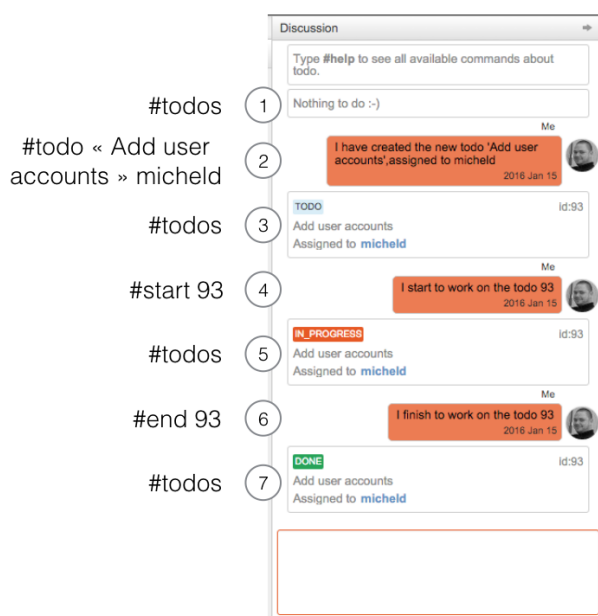 Discussion
Type #help to see all available commands about
todo.
#todos
1
Nothing to do :-)
Me
#todo « Add user
accounts » micheld
2
I have created the new todo 'Add user
accounts',assigned to micheld
2016 Jan 15
#todos
3
TODO
id:93
Add user accounts
Assigned to micheld
Me
#start 93
4
I start to work on the todo 93
2016 Jan 15
#todos
5
IN_PROGRESS
id:93
Add user accounts
Assigned to micheld
Me
#end 93
6
I finish to work on the todo 93
2016 Jan 15
#todos
7
DONE
id:93
Add user accounts
Assigned to micheld